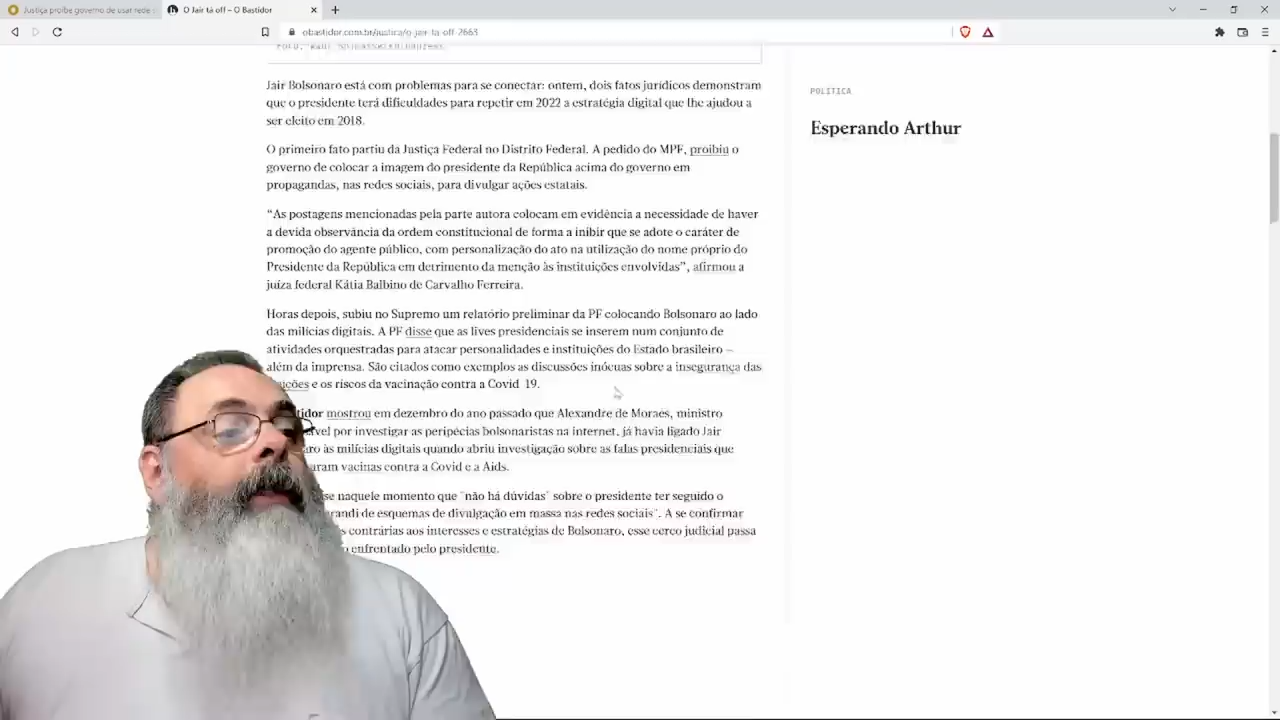 Justiça proíbe governo de usar rede
O Jair tá off – O Bastidor
obastidor.com.br/justica/o-jair-ta-off-2663
Jair Bolsonaro está com problemas para se conectar: ontem, dois fatos jurídicos demonstram
que o presidente terá dificuldades para repetir em 2022 a estratégia digital que lhe ajudou a
ser eleito em 2018.
O primeiro fato partiu da Justiça Federal no Distrito Federal. A pedido do MPF, proibiu o
governo de colocar a imagem do presidente da República acima do governo em
propagandas, nas redes sociais, para divulgar ações estatais.
“As postagens mencionadas pela parte autora colocam em evidência a necessidade de haver
a devida observância da ordem constitucional de forma a inibir que se adote o caráter de
promoção do agente público, com personalização do ato na utilização do nome próprio do
Presidente da República em detrimento da menção às instituições envolvidas”, afirmou a
juíza federal Kátia Balbino de Carvalho Ferreira.
Horas depois, subiu no Supremo um relatório preliminar da PF colocando Bolsonaro ao lado
das milícias digitais. A PF disse que as lives presidenciais se inserem num conjunto de
atividades orquestradas para atacar personalidades e instituições do Estado brasileiro –
além da imprensa. São citados como exemplos as discussões inócuas sobre a insegurança das
e os riscos da vacinação contra a Covid 19.
mostrou em dezembro do ano passado que Alexandre de Moraes, ministro
por investigar as peripécias bolsonaristas na internet, já havia ligado Jair
às milícias digitais quando abriu investigação sobre as falas presidenciais que
vacinas contra a Covid e a Aids.
naquele momento que "não há dúvidas" sobre o presidente ter seguido o
de esquemas de divulgação em massa nas redes sociais". A se confirmar
contrárias aos interesses e estratégias de Bolsonaro, esse cerco judicial passa
enfrentado pelo presidente.
POLÍTICA
Esperando Arthur